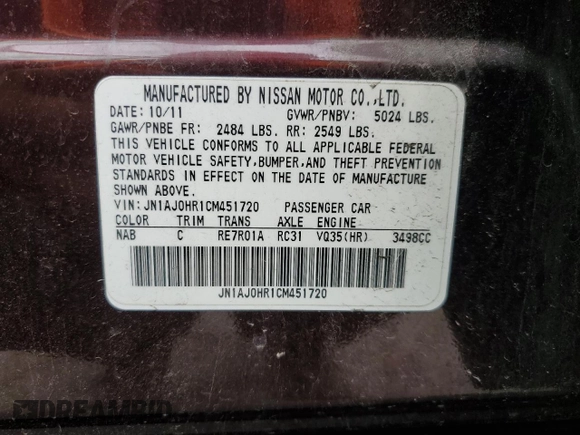 MANUFACTURED BY NISSAN MOTOR CO.,LTD.
DATE: 10/11 GVWR/PNBV: 5024 LBS.
GAWR/PNBE FR: 2484 LBS. RR: 2549 LBS.
THIS VEHICLE CONFORMS TO ALL APPLICABLE FEDERAL
MOTOR VEHICLE SAFETY,BUMPER,AND THEFT PREVENTION
STANDARDS IN EFFECT ON THE DATE OF MANUFACTURE
SHOWN ABOVE.
VIN: JN1AJ0HR1CM451720 PASSENGER CAR
COLOR TRIM TRANS AXLE ENGINE
NAB C RE7R01A RC31 VQ35(HR) 3498CC
JN1AJ0HR1CM451720
DREAMBID